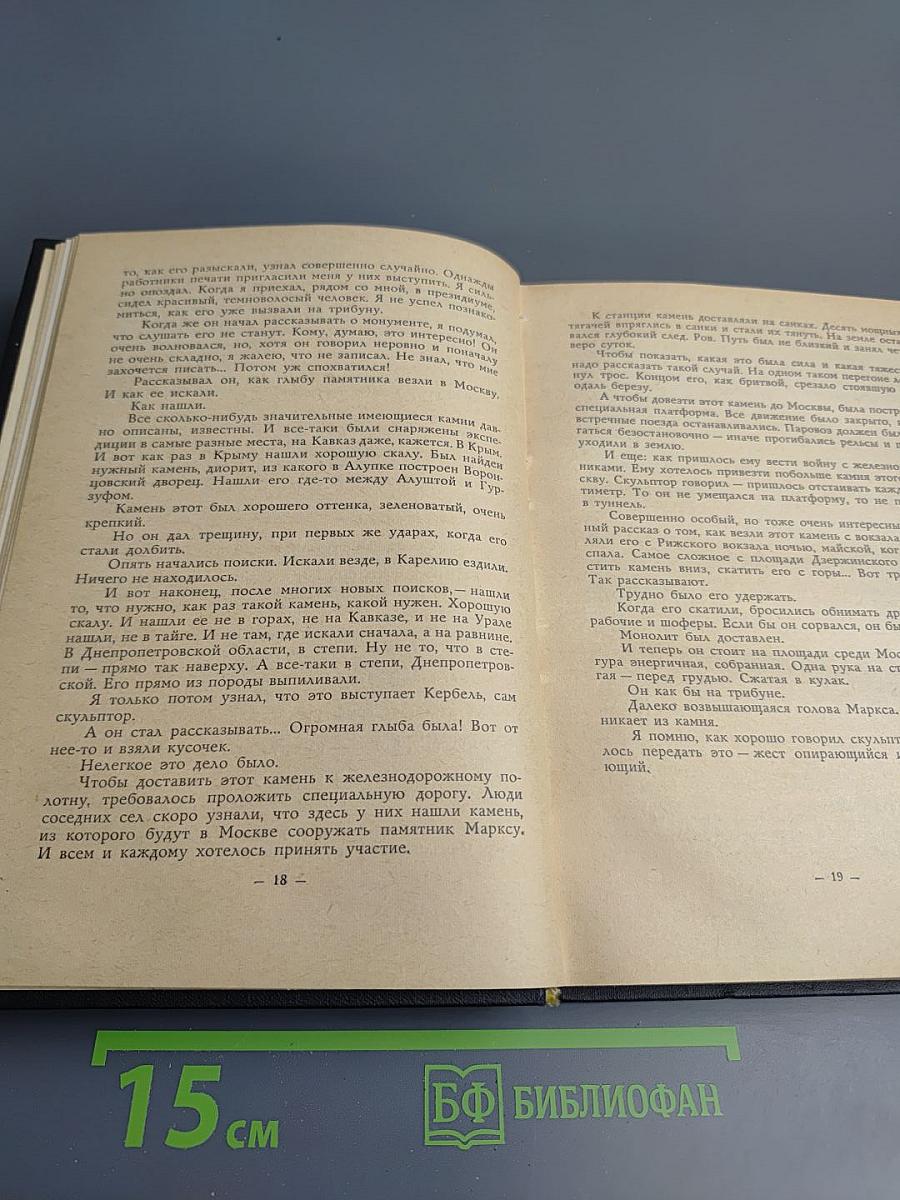 то, как его разыскали, узнал совершенно случайно. Однажды
работники печати пригласили меня у них выступить. Я силь-
но опоздал. Когда я приехал, рядом со мной, в президиуме,
сидел красивый, темноволосый человек. Я не успел познако-
миться, как его уже вызвали на трибуну.
Когда же он начал рассказывать о монументе, я подумал,
что слушать его не станут. Кому, думаю, это интересно! Он
очень волновался, но, хотя он говорил неровно и поначалу
не очень складно, я жалею, что не записал. Не знал, что мне
захочется писать... Потом уж спохватился!
Рассказывал он, как глыбу памятника везли в Москву.
И как ее искали.
Как нашли.
Все сколько-нибудь значительные имеющиеся камни дав-
но описаны, известны. И все-таки были снаряжены экспе-
диции в самые разные места, на Кавказ даже, кажется. В Крым.
И вот как раз в Крыму нашли хорошую скалу. Был найден
нужный камень, диорит, из какого в Алупке построен Ворон-
цовский дворец. Нашли его где-то между Алуштой и Гур-
зуфом.
Камень этот был хорошего оттенка, зеленоватый, очень
крепкий.
Но он дал трещину, при первых же ударах, когда его
стали долбить.
Опять начались поиски. Искали везде, в Карелию ездили.
Ничего не находилось.
И вот наконец, после многих новых поисков,— нашли
то, что нужно, как раз такой камень, какой нужен. Хорошую
скалу. И нашли ее не в горах, не на Кавказе, и не на Урале
нашли, не в тайге. И не там, где искали сначала, а на равнине.
В Днепропетровской области, в степи. Ну не то, что в сте-
пи — прямо так наверху. А все-таки в степи, Днепропетров-
ской. Его прямо из породы выпиливали.
Я только потом узнал, что это выступает Кербель, сам
скульптор.
А он стал рассказывать... Огромная глыба была! Вот от
нее-то и взяли кусочек.
Нелегкое это дело было.
Чтобы доставить этот камень к железнодорожному по-
лотну, требовалось проложить специальную дорогу. Люди
соседних сел скоро узнали, что здесь у них нашли камень,
из которого будут в Москве сооружать памятник Марксу.
И всем и каждому хотелось принять участие.
— 18 —
К станции камень доставляли на санках. Десять мощных
тягачей впряглись в санки и стали их тянуть. На земле оста
вался глубокий след. Ров. Путь был не близкий и занял че
веро суток.
Чтобы показать, какая это была сила и какая тяжес
надо рассказать такой случай. На одном таком перегоне л
нул трос. Концом его, как бритвой, срезало стоявшую
одаль березу.
А чтобы довезти этот камень до Москвы, была постр
специальная платформа. Все движение было закрыто,
встречные поезда останавливались. Паровоз должен был
гаться безостановочно — иначе прогибались рельсы и
уходили в землю.
И еще: как пришлось ему вести войну с железно
никами. Ему хотелось привезти побольше камня этого
скву. Скульптор говорил — пришлось отстаивать кажд
тиметр. То он не умещался на платформу, то не п
в туннель.
Совершенно особый, но тоже очень интересны
ный рассказ о том, как везли этот камень с вокзала
ляли его с Рижского вокзала ночью, майской, ког
спала. Самое сложное с площади Дзержинского
стить камень вниз, скатить его с горы... Вот тр
Так рассказывают.
Трудно было его удержать.
Когда его скатили, бросились обнимать др
рабочие и шоферы. Если бы он сорвался, он бы
Монолит был доставлен.
И теперь он стоит на площади среди Мос
гура энергичная, собранная. Одна рука на ст
гая — перед грудью. Сжатая в кулак.
Он как бы на трибуне.
Далеко возвышающаяся голова Маркса.
никает из камня.
Я помню, как хорошо говорил скульпт
лось передать это — жест опирающийся и
ющий.
— 19 —
15 см
БФ БИБЛИОФАН